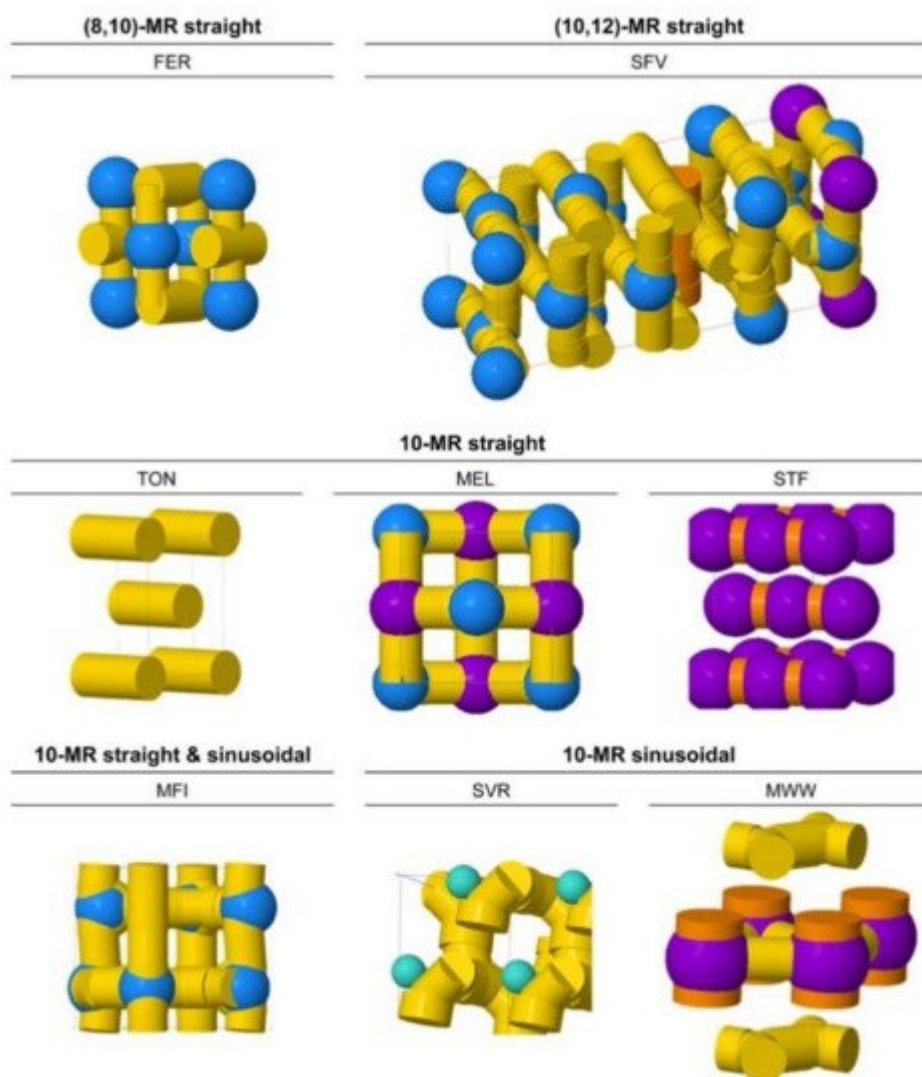 (8,10)-MR straight
(10,12)-MR straight
FER
SFV
10-MR straight
TON
MEL
STF
10-MR straight & sinusoidal
10-MR sinusoidal
MFI
SVR
MWW